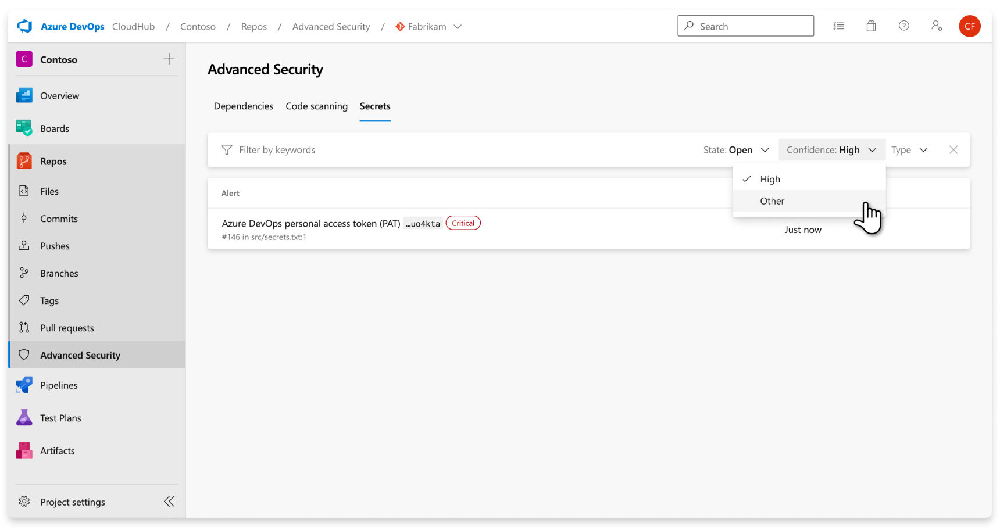 Azure DevOps CloudHub / Contoso / Repos / Advanced Security / Fabrikam
Search
CF
C Contoso
Overview
Boards
Repos
Files
Commits
Pushes
Branches
Tags
Pull requests
Advanced Security
Pipelines
Test Plans
Artifacts
Project settings
Advanced Security
Dependencies Code scanning Secrets
Filter by keywords State: Open Confidence: High Type
High
Other
Alert
Azure DevOps personal access token (PAT) …uo4kta Critical
#146 in src/secrets.txt:1
Just now